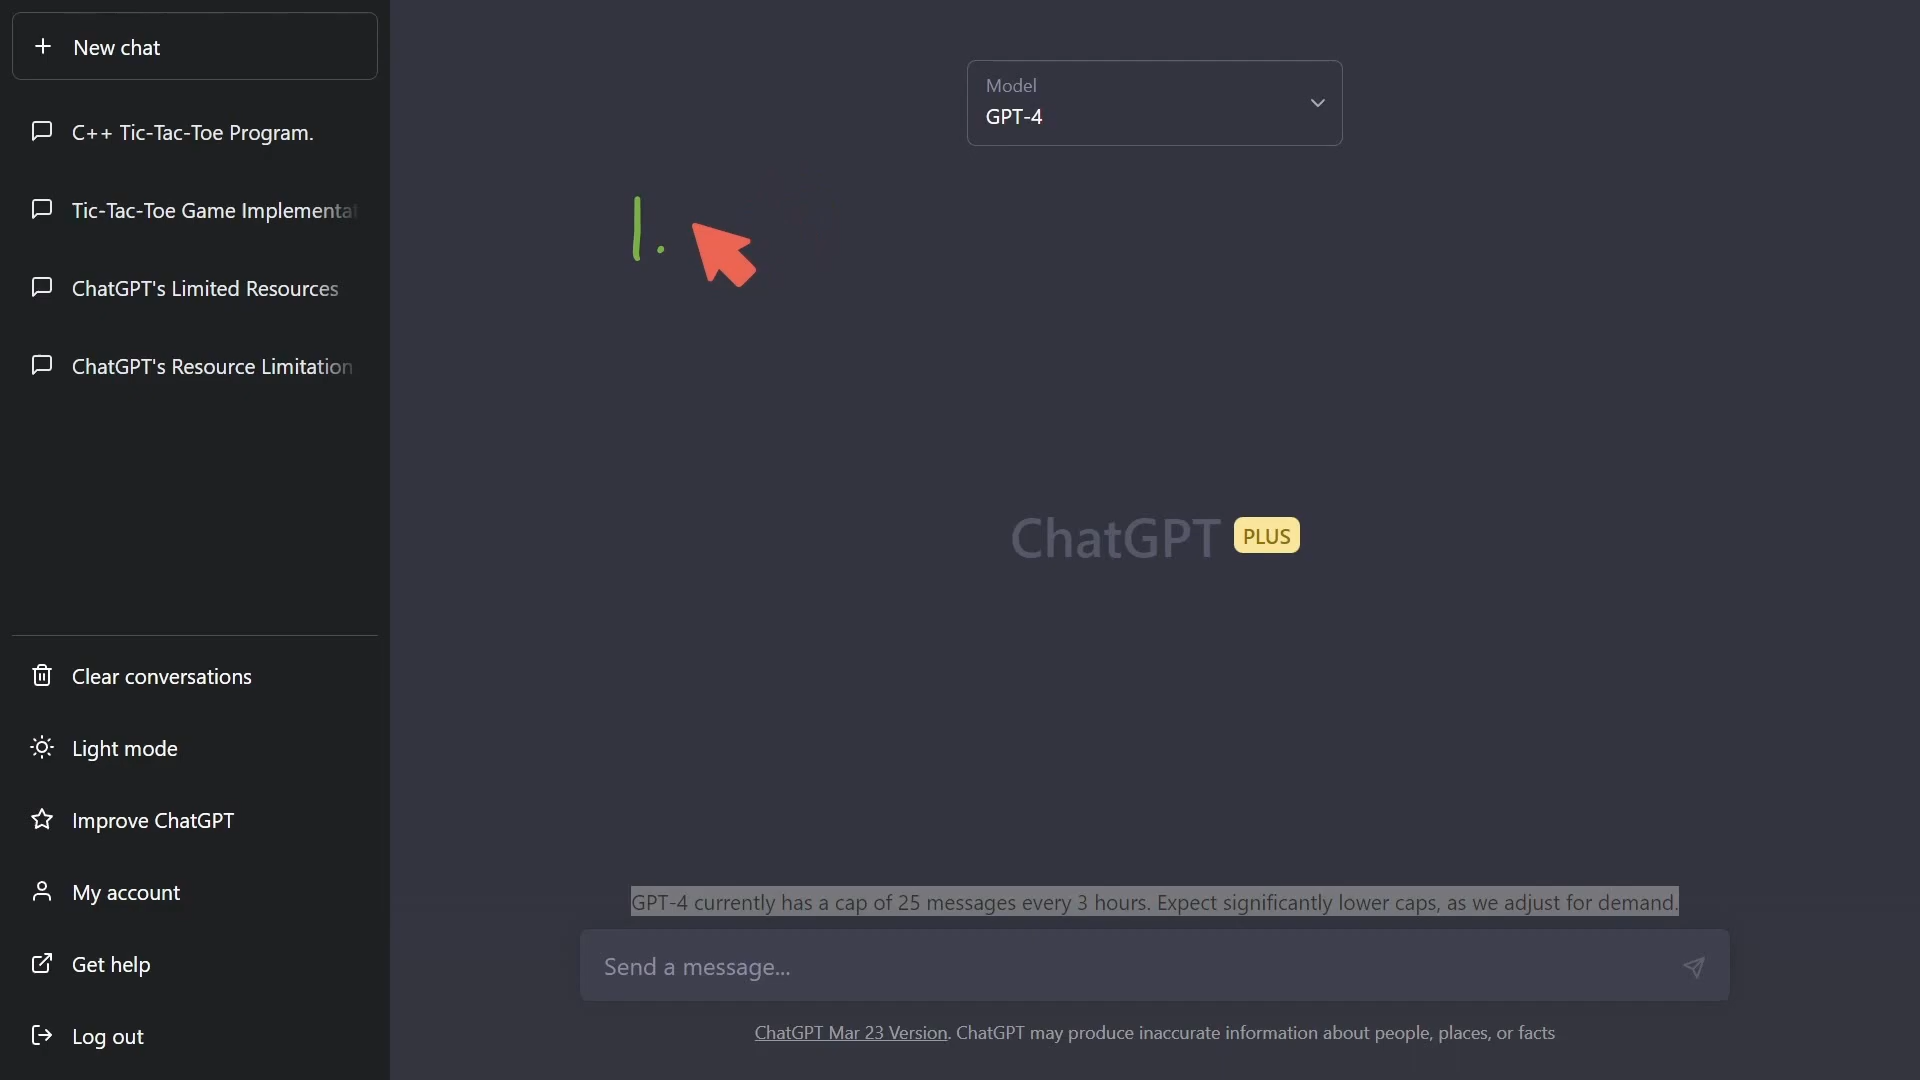 New chat
C++ Tic-Tac-Toe Program.
Tic-Tac-Toe Game Implementat
ChatGPT's Limited Resources
ChatGPT's Resource Limitation
Clear conversations
Light mode
Improve ChatGPT
My account
Get help
Log out
Model
GPT-4
1.
ChatGPT PLUS
GPT-4 currently has a cap of 25 messages every 3 hours. Expect significantly lower caps, as we adjust for demand.
Send a message...
ChatGPT Mar 23 Version. ChatGPT may produce inaccurate information about people, places, or facts